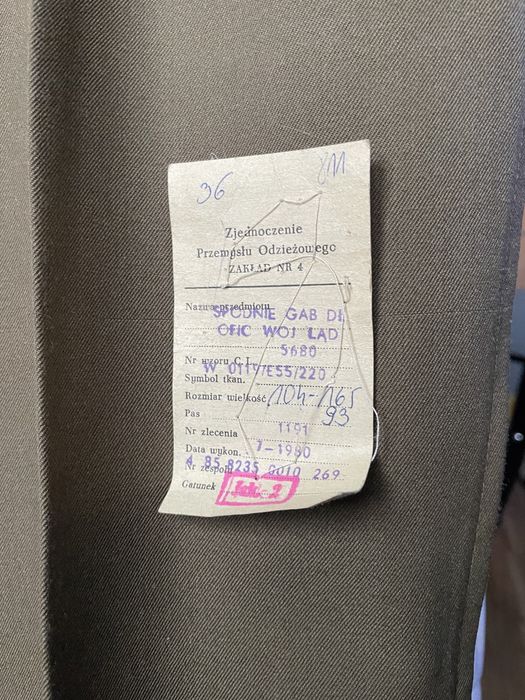 36
Zjednoczenie
Przemysłu Odzieżowego
ZAKŁAD NR 4
Nazwa przedmiotu
SPODNIE GAB DŁ
OFIC WOJ LĄD
5680
Nr wzoru C.L.
W 0119/E55/220
Symbol tkan.
Rozmiar wielkość 104-165
Pas 93
Nr zlecenia 1191
Data wykon. 7-1980
4 85 8235 0010 269
Nr zespołu
Gatunek